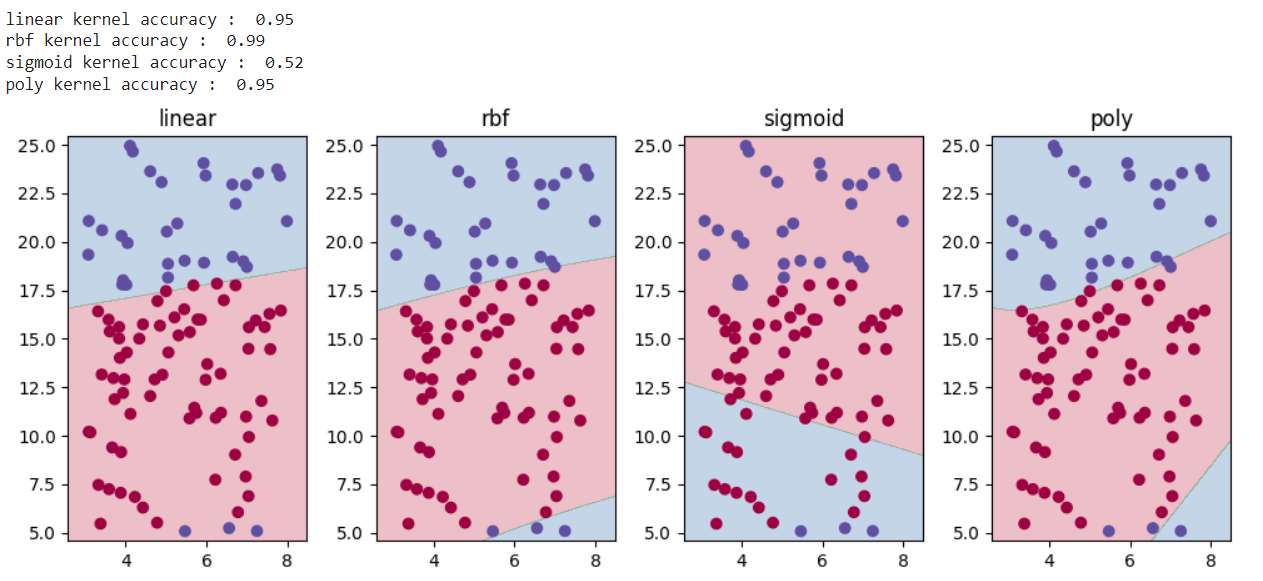 linear kernel accuracy :  0.95
rbf kernel accuracy :  0.99
sigmoid kernel accuracy :  0.52
poly kernel accuracy :  0.95
linear rbf sigmoid poly
25.0 25.0 25.0 25.0
22.5 22.5 22.5 22.5
20.0 20.0 20.0 20.0
17.5 17.5 17.5 17.5
15.0 15.0 15.0 15.0
12.5 12.5 12.5 12.5
10.0 10.0 10.0 10.0
7.5 7.5 7.5 7.5
5.0 5.0 5.0 5.0
4 6 8 4 6 8 4 6 8 4 6 8